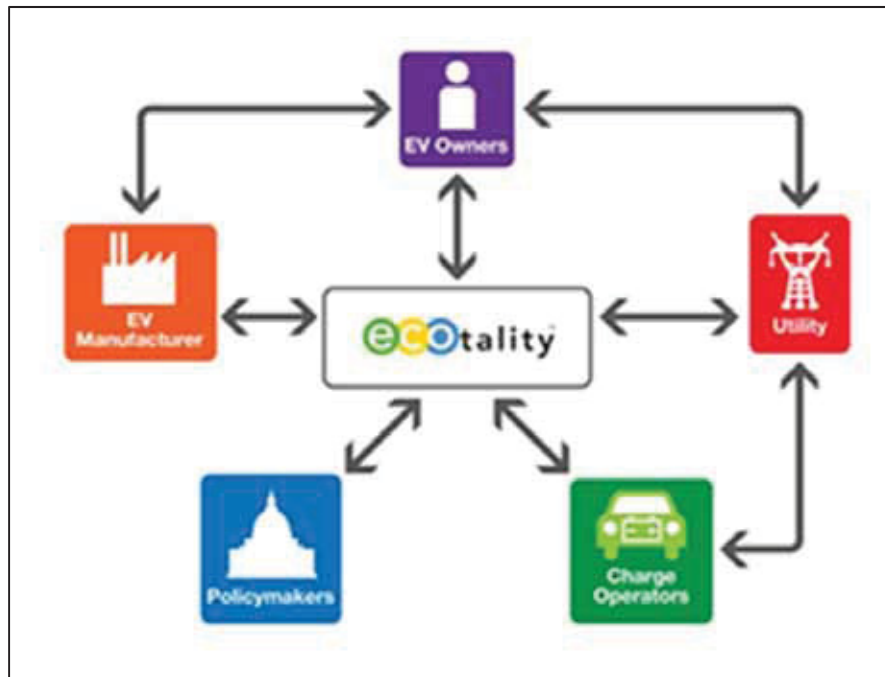 EV Owners
EV
Manufacturer
ecotality
Utility
Policymakers
Charge
Operators